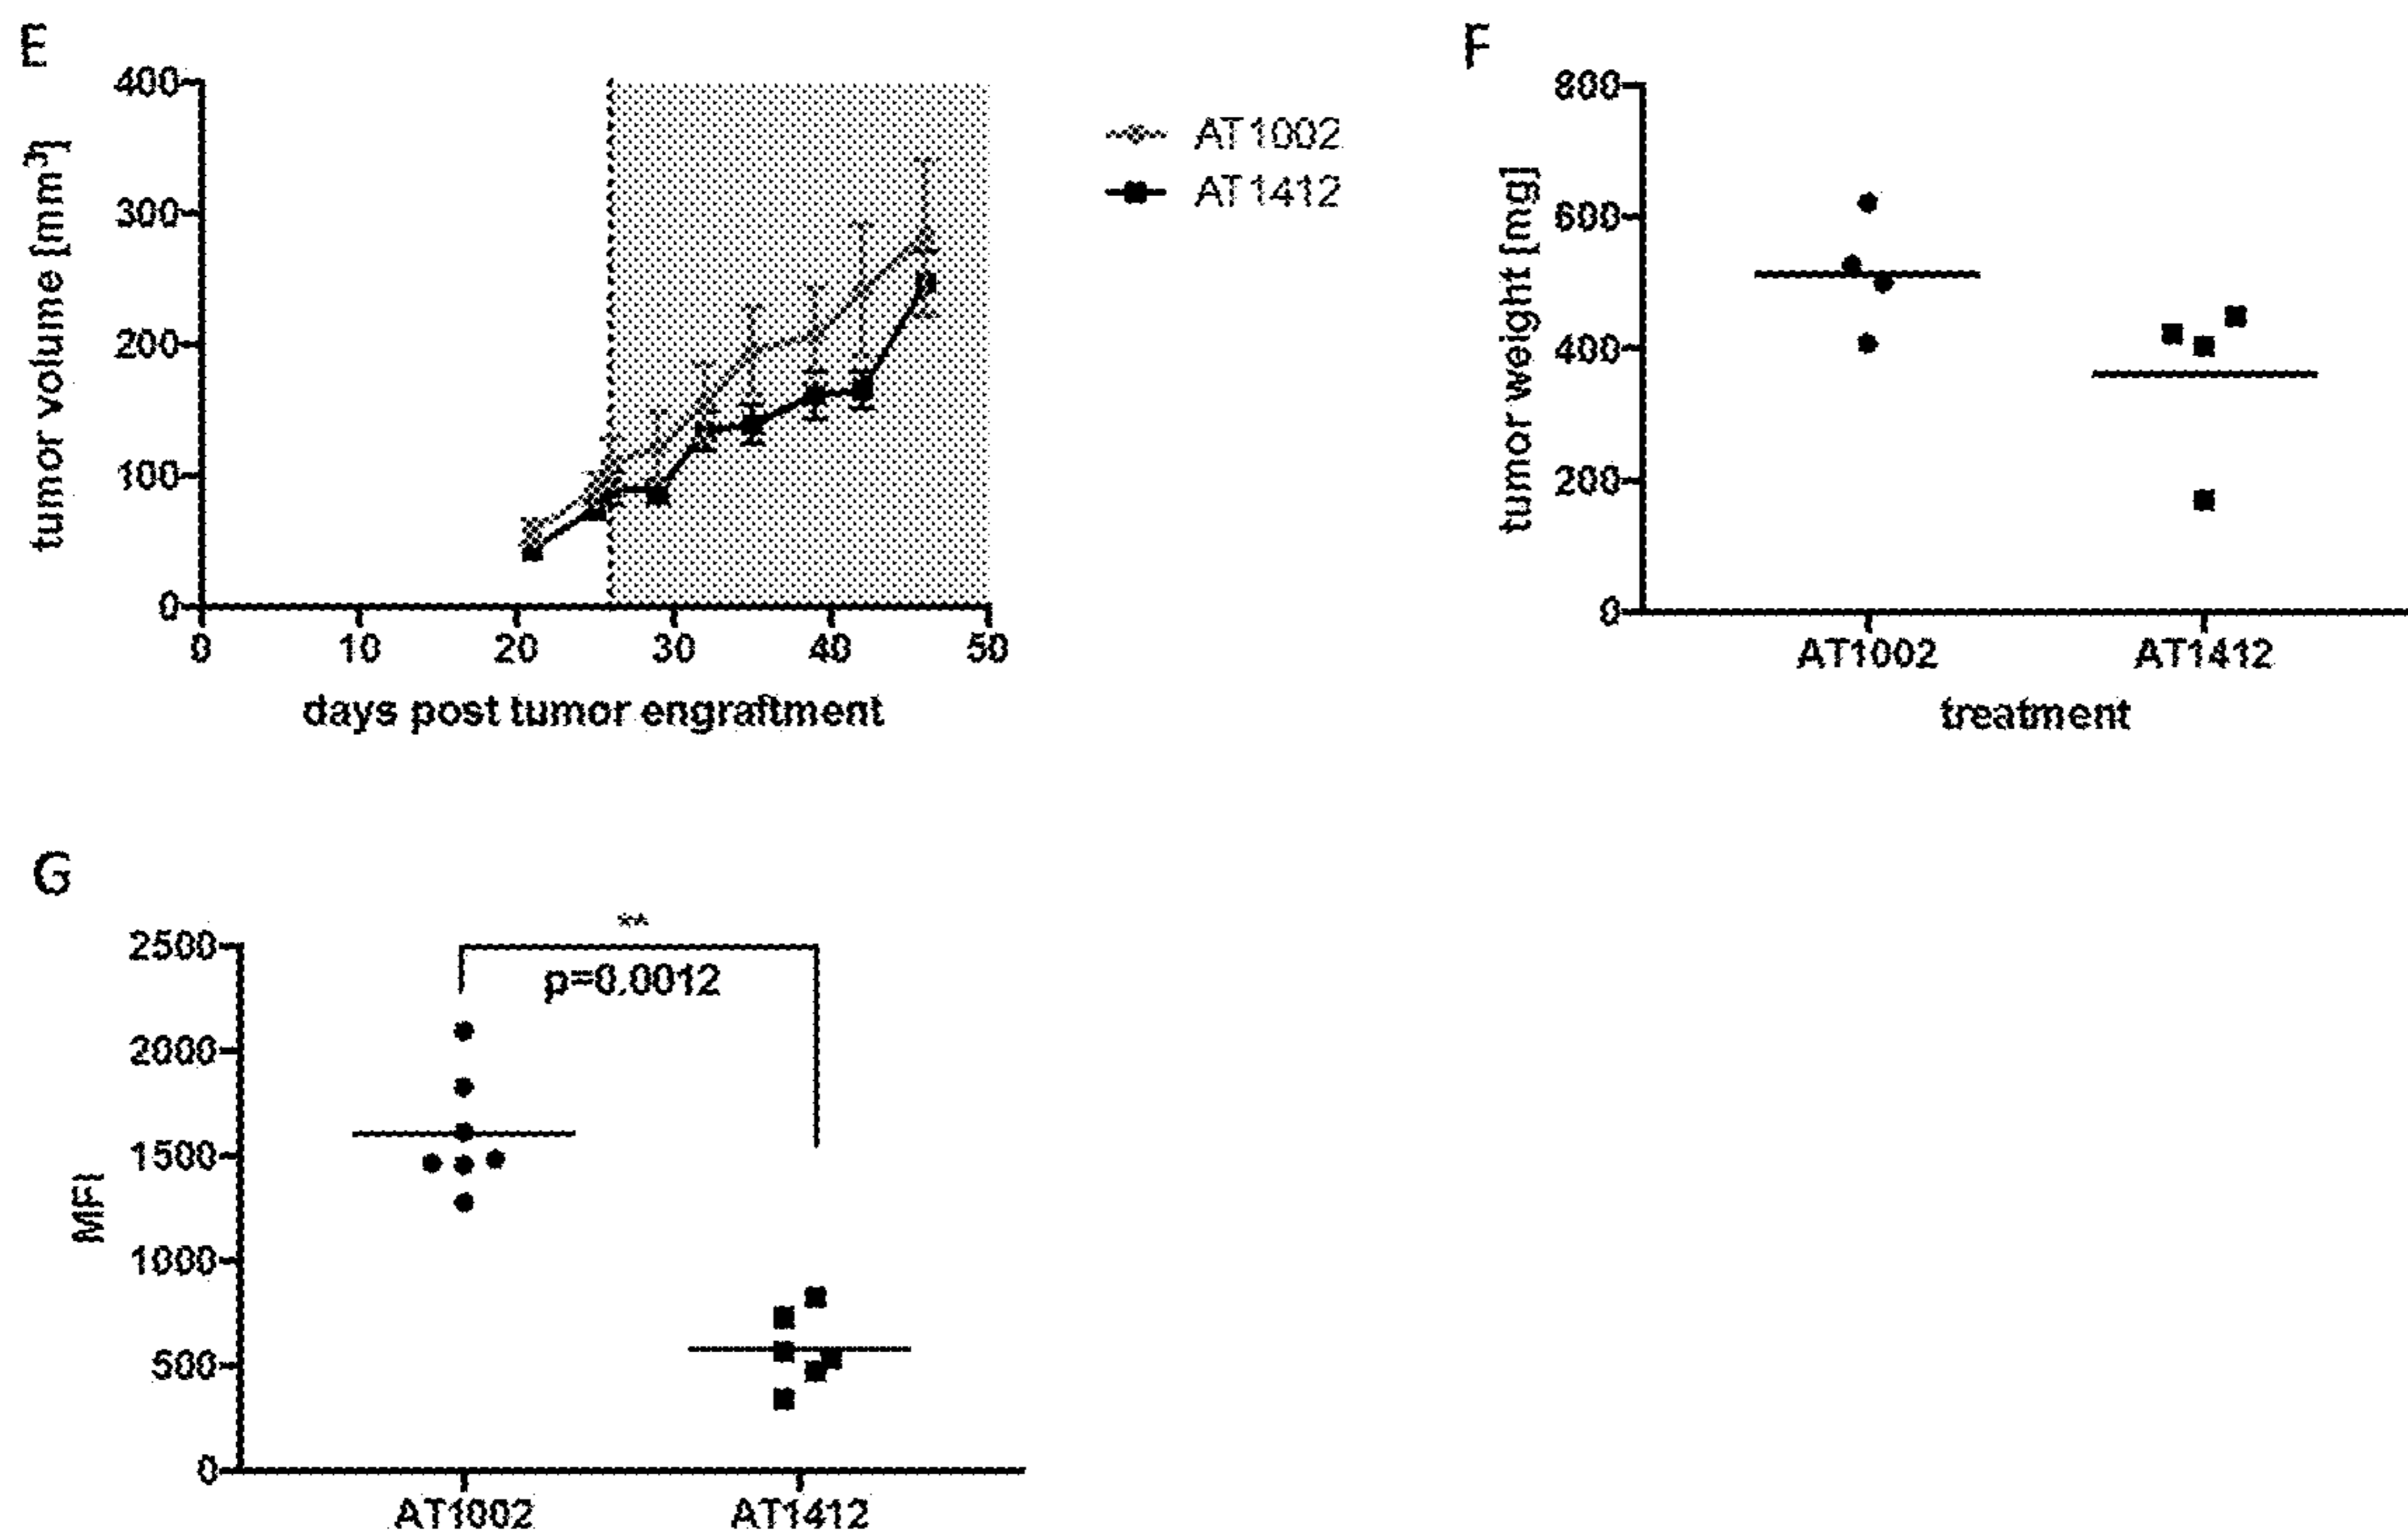 E
400
300
200
100
0
tumor volume [mm³]
0 10 20 30 40 50
days post tumor engraftment
AT1002
AT1412
F
800
600
400
200
0
tumor weight [mg]
AT1002 AT1412
treatment
G
2500
2000
1500
1000
500
0
MFI
**
p=0.0012
AT1002 AT1412